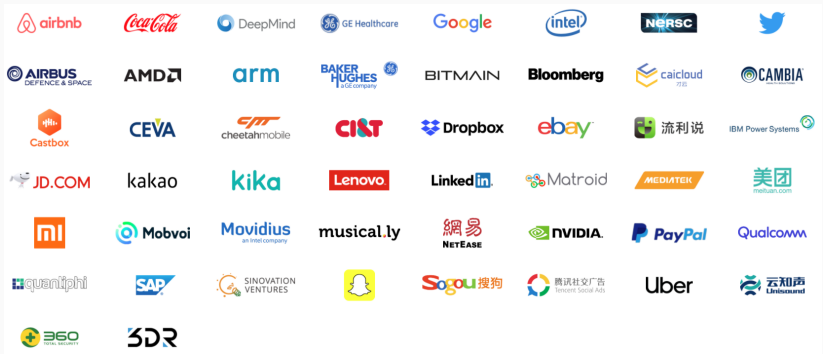 airbnb
Coca-Cola
DeepMind
GE Healthcare
Google
intel
NERSC
AIRBUS
DEFENCE & SPACE
AMD
arm
BAKER
HUGHES
a GE company
BITMAIN
Bloomberg
caicloud
CAMBIA
Castbox
CEVA
cheetahmobile
CI&T
Dropbox
ebay
流利说
IBM Power Systems
JD.COM
kakao
kika
Lenovo
LinkedIn
Matroid
MEDIATEK
美团
meituan.com
mi
Mobvoi
Movidius
an Intel company
musical.ly
網易
NETEASE
NVIDIA
PayPal
Qualcomm
quantiphi
SAP
SINOVATION
VENTURES
Sogou搜狗
腾讯社交广告
Tencent Social Ads
Uber
云知声
Unisound
360
TOTAL SECURITY
3DR